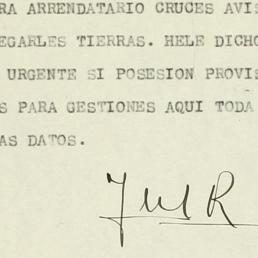 RA ARRENDATARIO CRUCES AVIS
EGARLES TIERRAS. HELE DICHO
URGENTE SI POSESION PROVIS
S PARA GESTIONES AQUI TODA
AS DATOS.